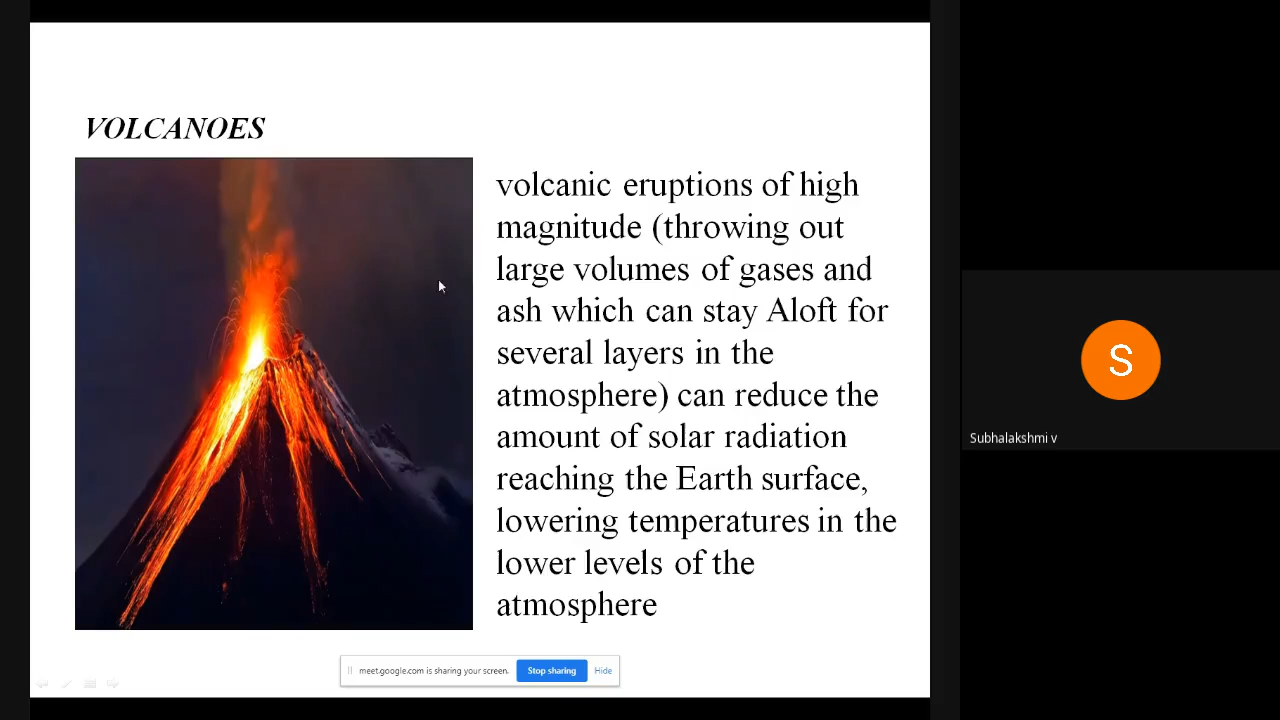 VOLCANOES
volcanic eruptions of high
magnitude (throwing out
large volumes of gases and
ash which can stay Aloft for
several layers in the
atmosphere) can reduce the
amount of solar radiation
reaching the Earth surface,
lowering temperatures in the
lower levels of the
atmosphere
meet.google.com is sharing your screen. Stop sharing Hide
S
Subhalakshmi v